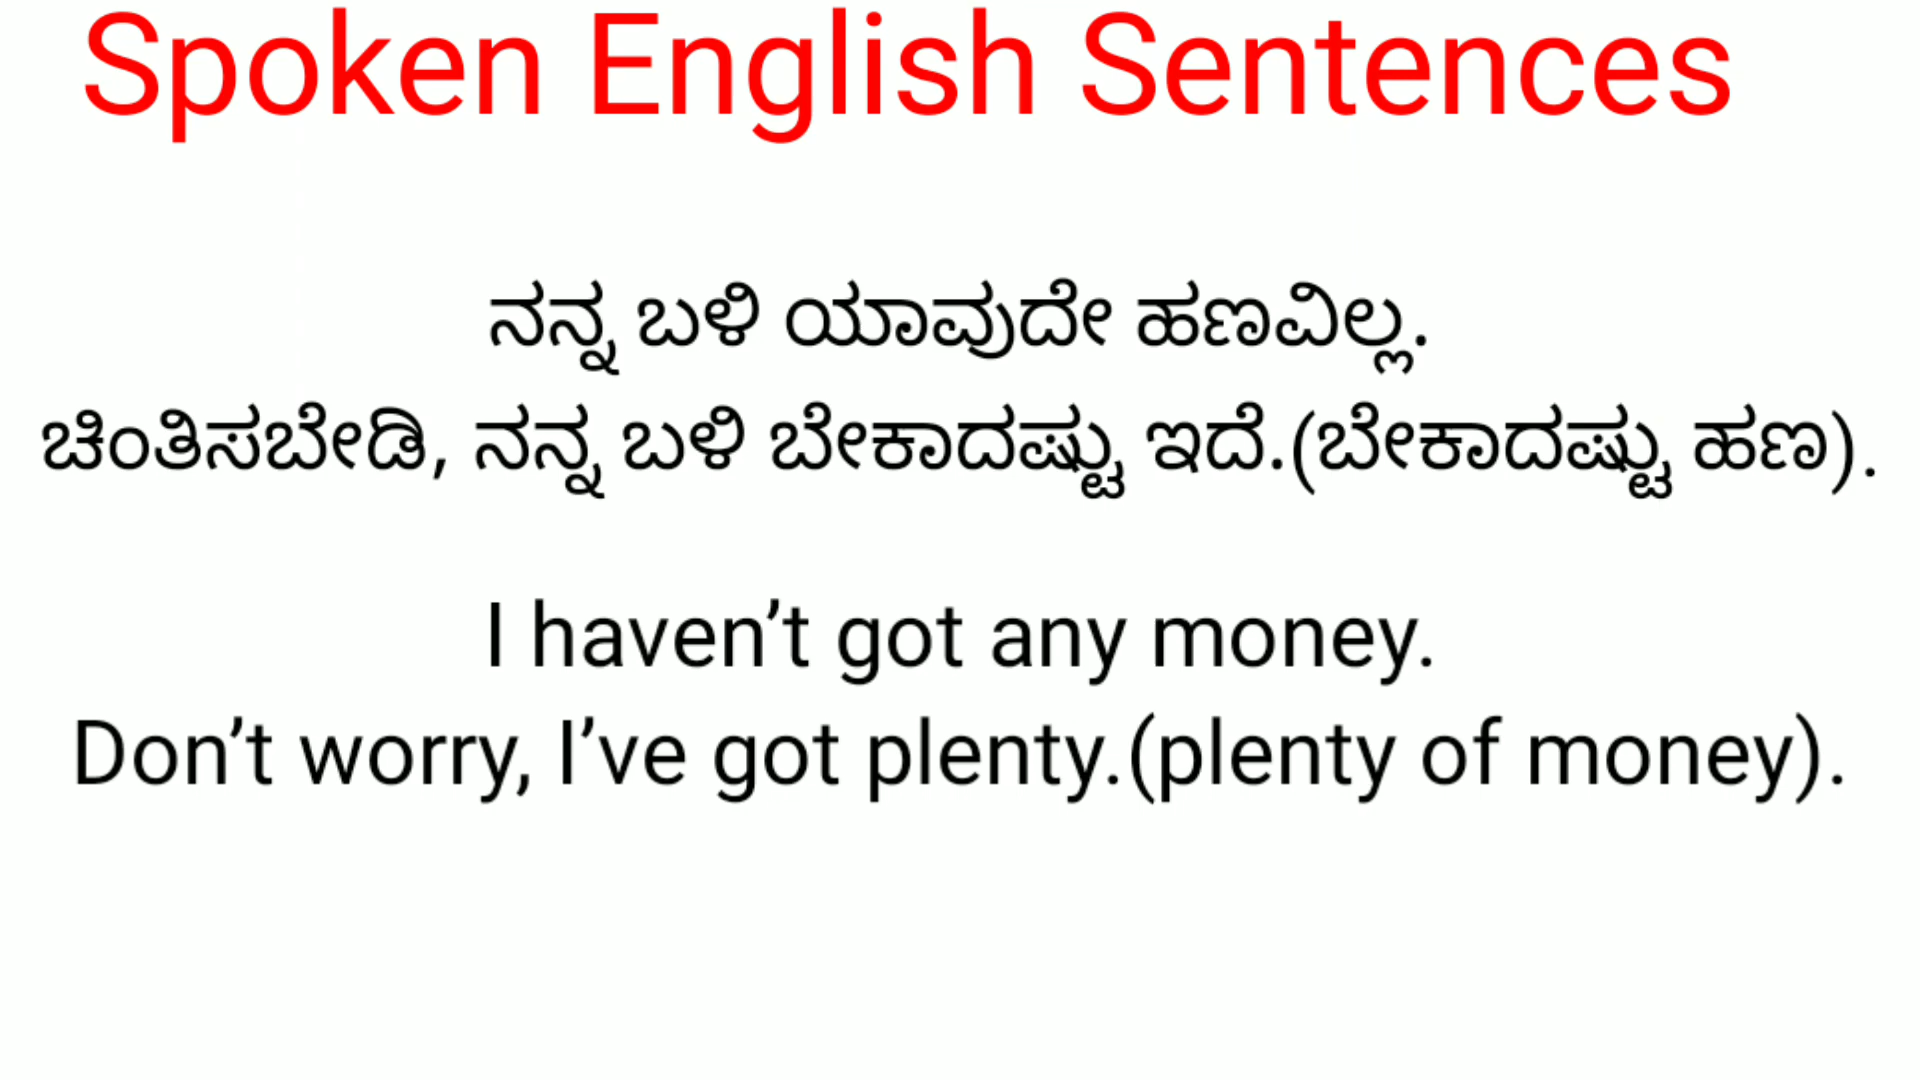 Spoken English Sentences
ನನ್ನ ಬಳಿ ಯಾವುದೇ ಹಣವಿಲ್ಲ.
ಚಿಂತಿಸಬೇಡಿ, ನನ್ನ ಬಳಿ ಬೇಕಾದಷ್ಟು ಇದೆ.(ಬೇಕಾದಷ್ಟು ಹಣ).
I haven’t got any money.
Don’t worry, I’ve got plenty.(plenty of money).